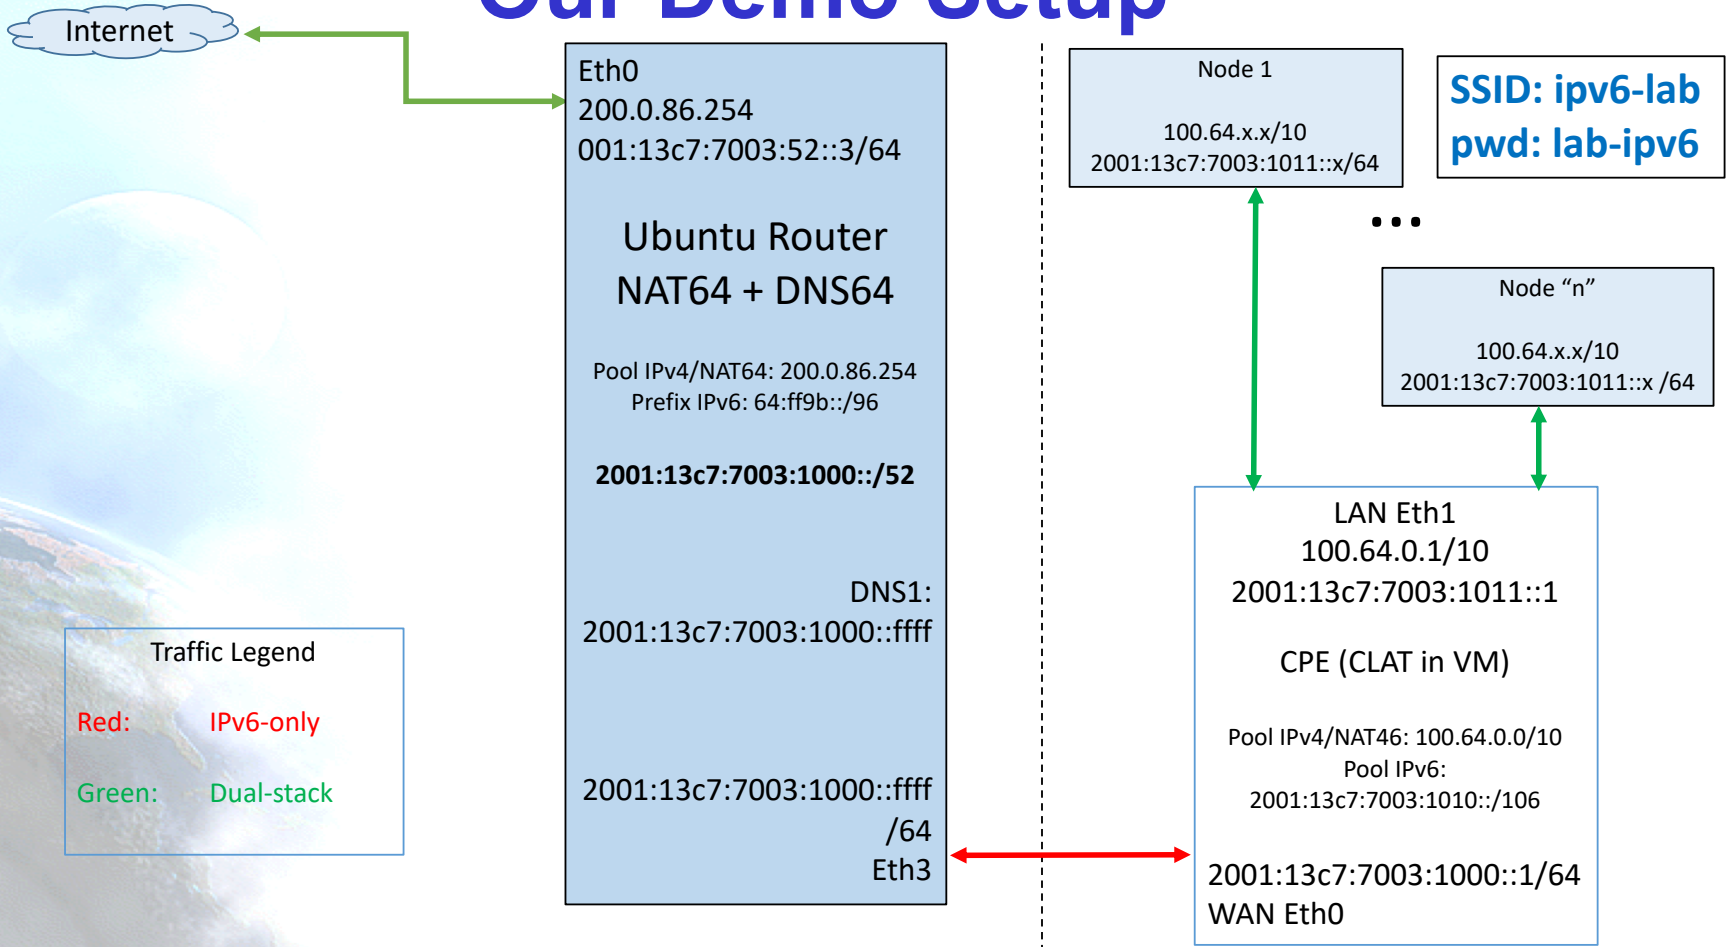 Our Demo Setup
Internet
Eth0
200.0.86.254
001:13c7:7003:52::3/64
Ubuntu Router
NAT64 + DNS64
Pool IPv4/NAT64: 200.0.86.254
Prefix IPv6: 64:ff9b::/96
2001:13c7:7003:1000::/52
DNS1:
2001:13c7:7003:1000::ffff
2001:13c7:7003:1000::ffff
/64
Eth3
Node 1
100.64.x.x/10
2001:13c7:7003:1011::x/64
SSID: ipv6-lab
pwd: lab-ipv6
...
Node “n”
100.64.x.x/10
2001:13c7:7003:1011::x /64
LAN Eth1
100.64.0.1/10
2001:13c7:7003:1011::1
CPE (CLAT in VM)
Pool IPv4/NAT46: 100.64.0.0/10
Pool IPv6:
2001:13c7:7003:1010::/106
2001:13c7:7003:1000::1/64
WAN Eth0
Traffic Legend
Red: IPv6-only
Green: Dual-stack